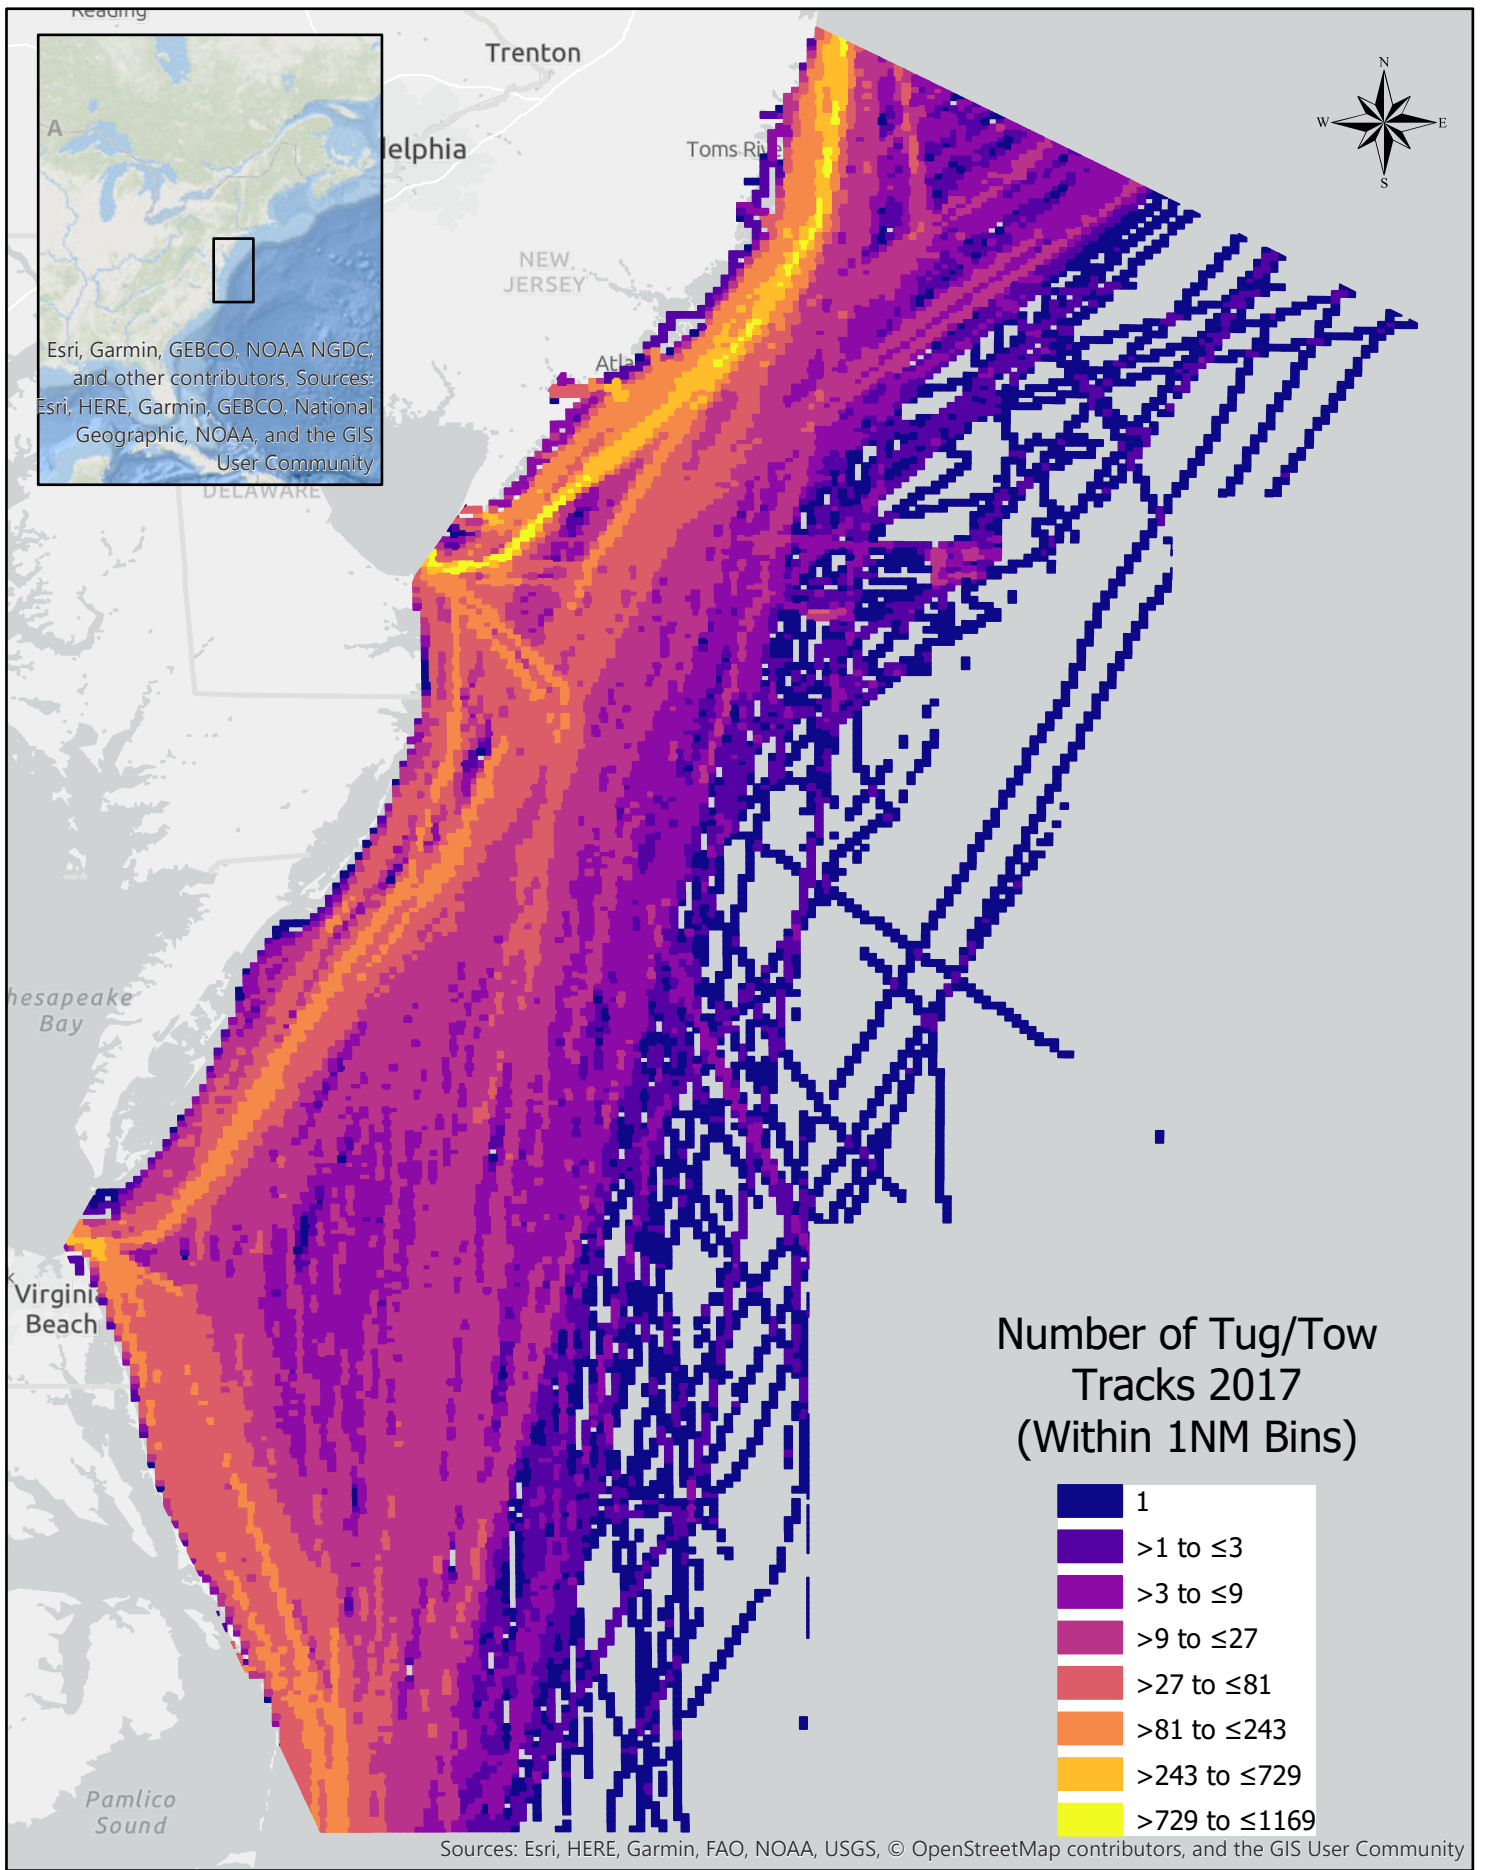 Reading
Trenton
N
W
E
S
A
delphia
Toms Rive
NEW
JERSEY
Esri, Garmin, GEBCO, NOAA NGDC,
and other contributors, Sources:
Esri, HERE, Garmin, GEBCO, National
Geographic, NOAA, and the GIS
User Community
Atla
DELAWARE
hesapeake
Bay
k
Virginia
Beach
Number of Tug/Tow
Tracks 2017
(Within 1NM Bins)
1
>1 to ≤3
>3 to ≤9
>9 to ≤27
>27 to ≤81
>81 to ≤243
>243 to ≤729
>729 to ≤1169
Pamlico
Sound
Sources: Esri, HERE, Garmin, FAO, NOAA, USGS, © OpenStreetMap contributors, and the GIS User Community